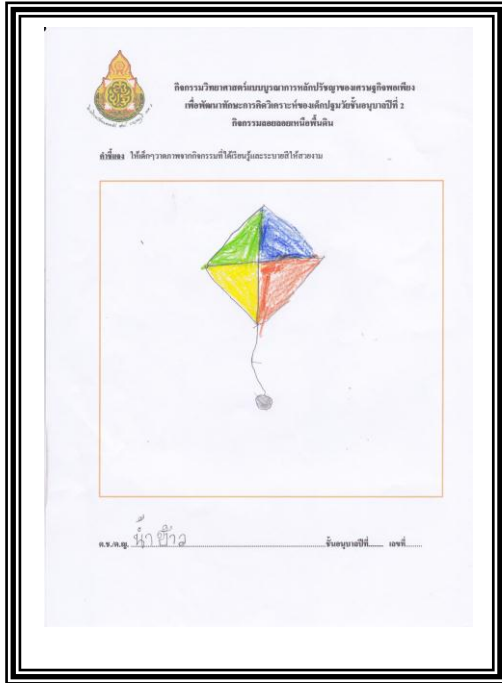 กิจกรรมวิทยาศาสตร์แบบบูรณาการหลักปรัชญาของเศรษฐกิจพอเพียง
เพื่อพัฒนาทักษะการคิดวิเคราะห์ของเด็กปฐมวัยชั้นอนุบาลปีที่ 2
กิจกรรมลอยลอยเหนือพื้นดิน
คำชี้แจง ให้เด็กๆวาดภาพจากกิจกรรมที่ได้เรียนรู้และระบายสีให้สวยงาม
ด.ช./ด.ญ. น้ำฮ้าว ชั้นอนุบาลปีที่....... เลขที่.......